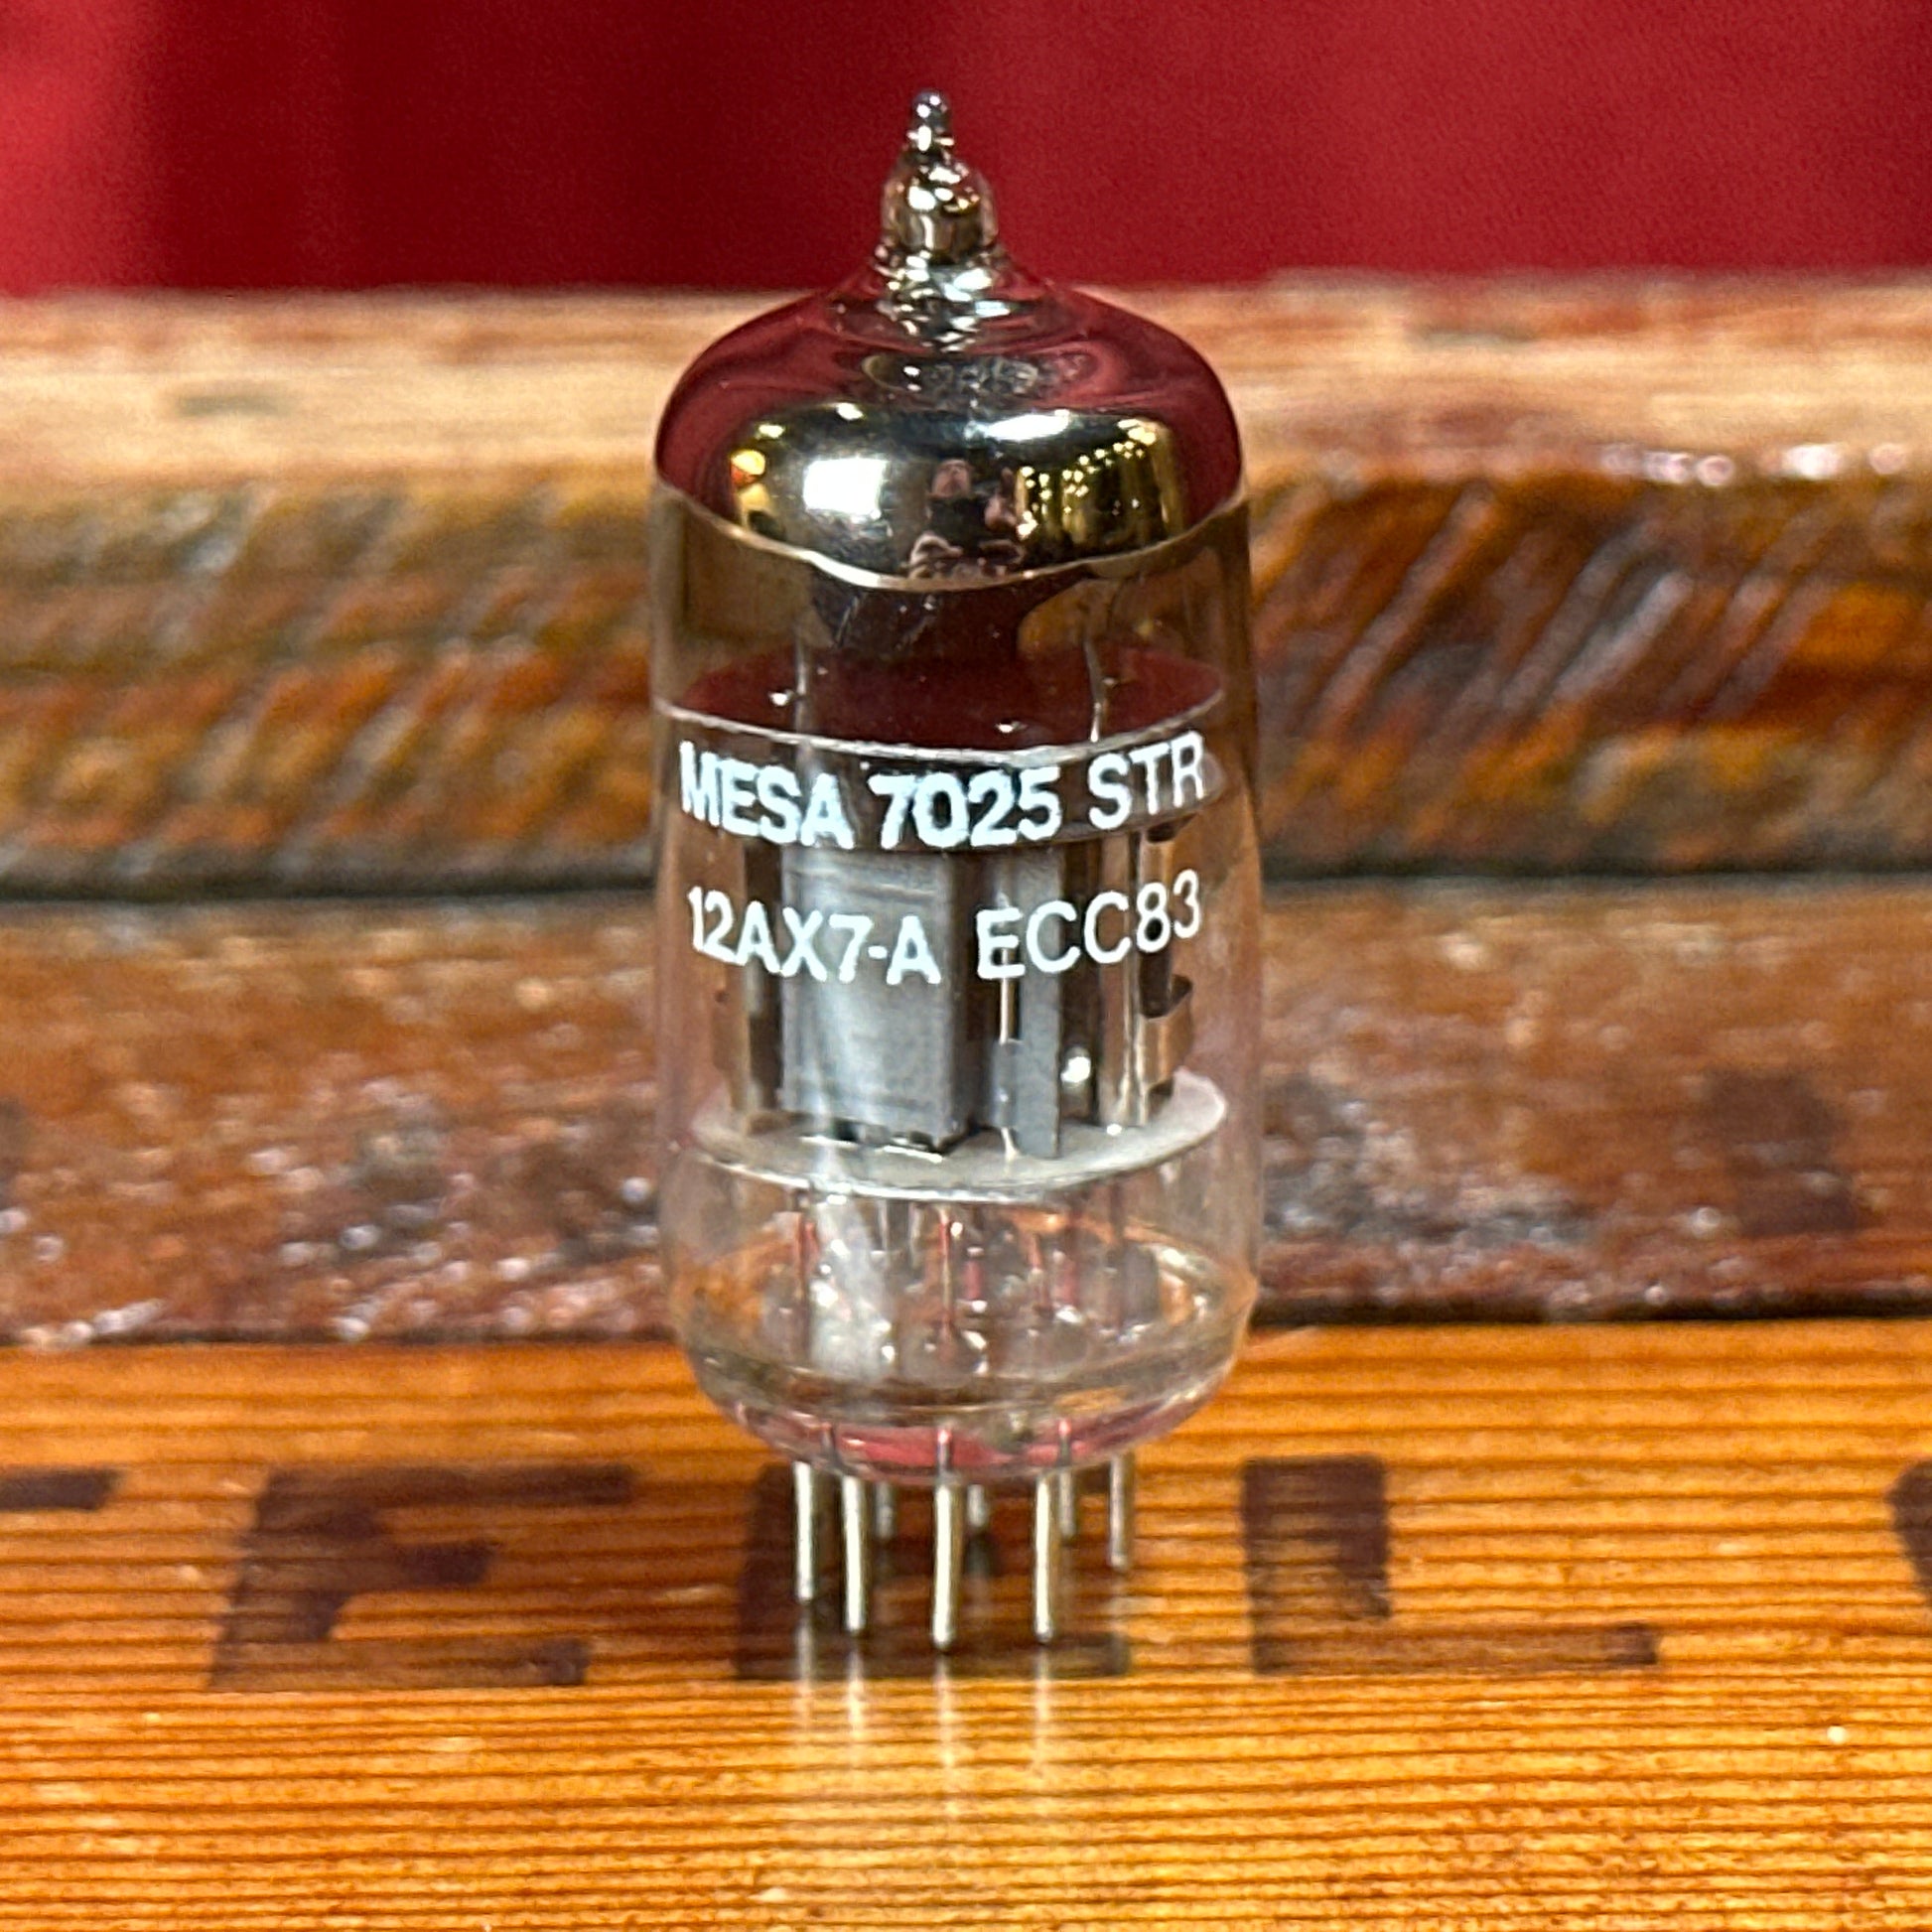 MESA 7025 STR
12AX7-A ECC83